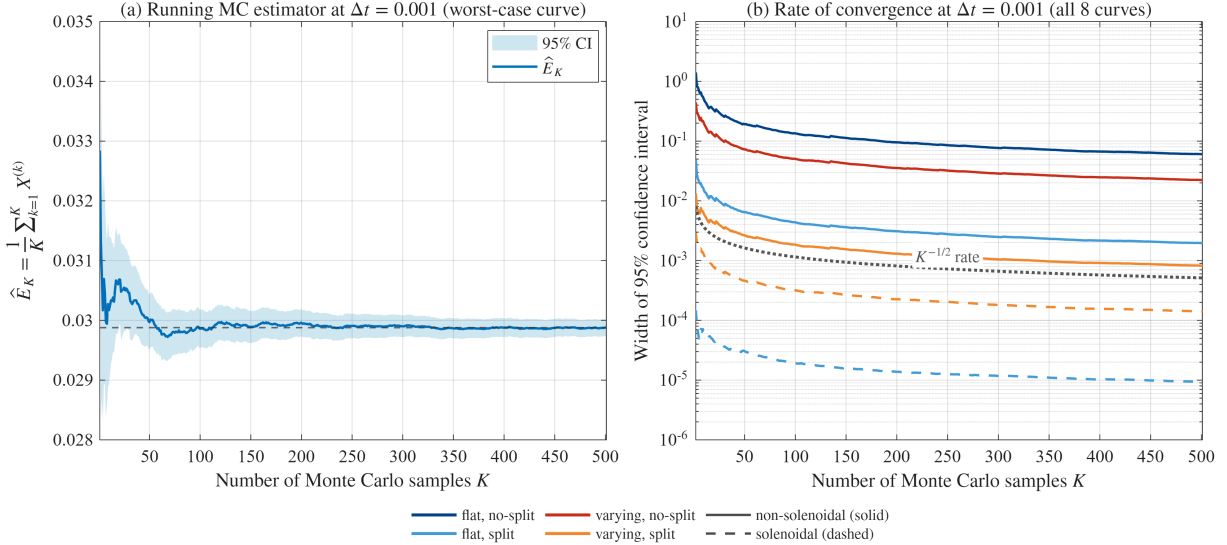 (a) Running MC estimator at Δt = 0.001 (worst-case curve)
0.035
0.034
0.033
0.032
0.031
0.03
0.029
0.028
Ê_K = 1/K ∑_{k=1}^{K} X^{(k)}
95% CI
Ê_K
50 100 150 200 250 300 350 400 450 500
Number of Monte Carlo samples K
(b) Rate of convergence at Δt = 0.001 (all 8 curves)
10^1
10^0
10^{-1}
10^{-2}
10^{-3}
10^{-4}
10^{-5}
10^{-6}
Width of 95% confidence interval
K^{-1/2} rate
50 100 150 200 250 300 350 400 450 500
Number of Monte Carlo samples K
flat, no-split varying, no-split non-solenoidal (solid)
flat, split varying, split solenoidal (dashed)